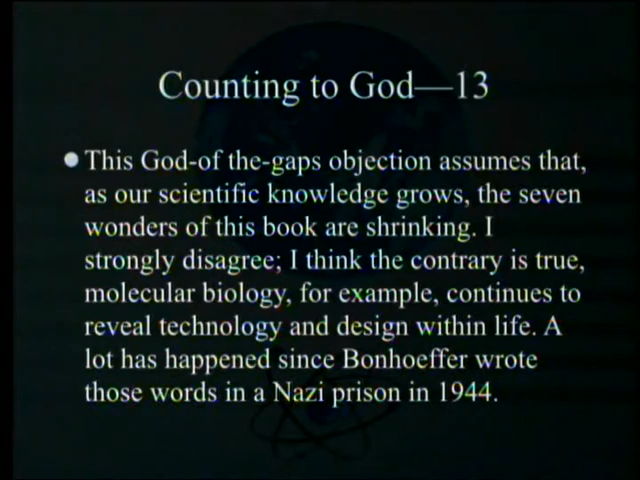 Counting to God—13
This God-of the-gaps objection assumes that,
as our scientific knowledge grows, the seven
wonders of this book are shrinking. I
strongly disagree; I think the contrary is true,
molecular biology, for example, continues to
reveal technology and design within life. A
lot has happened since Bonhoeffer wrote
those words in a Nazi prison in 1944.